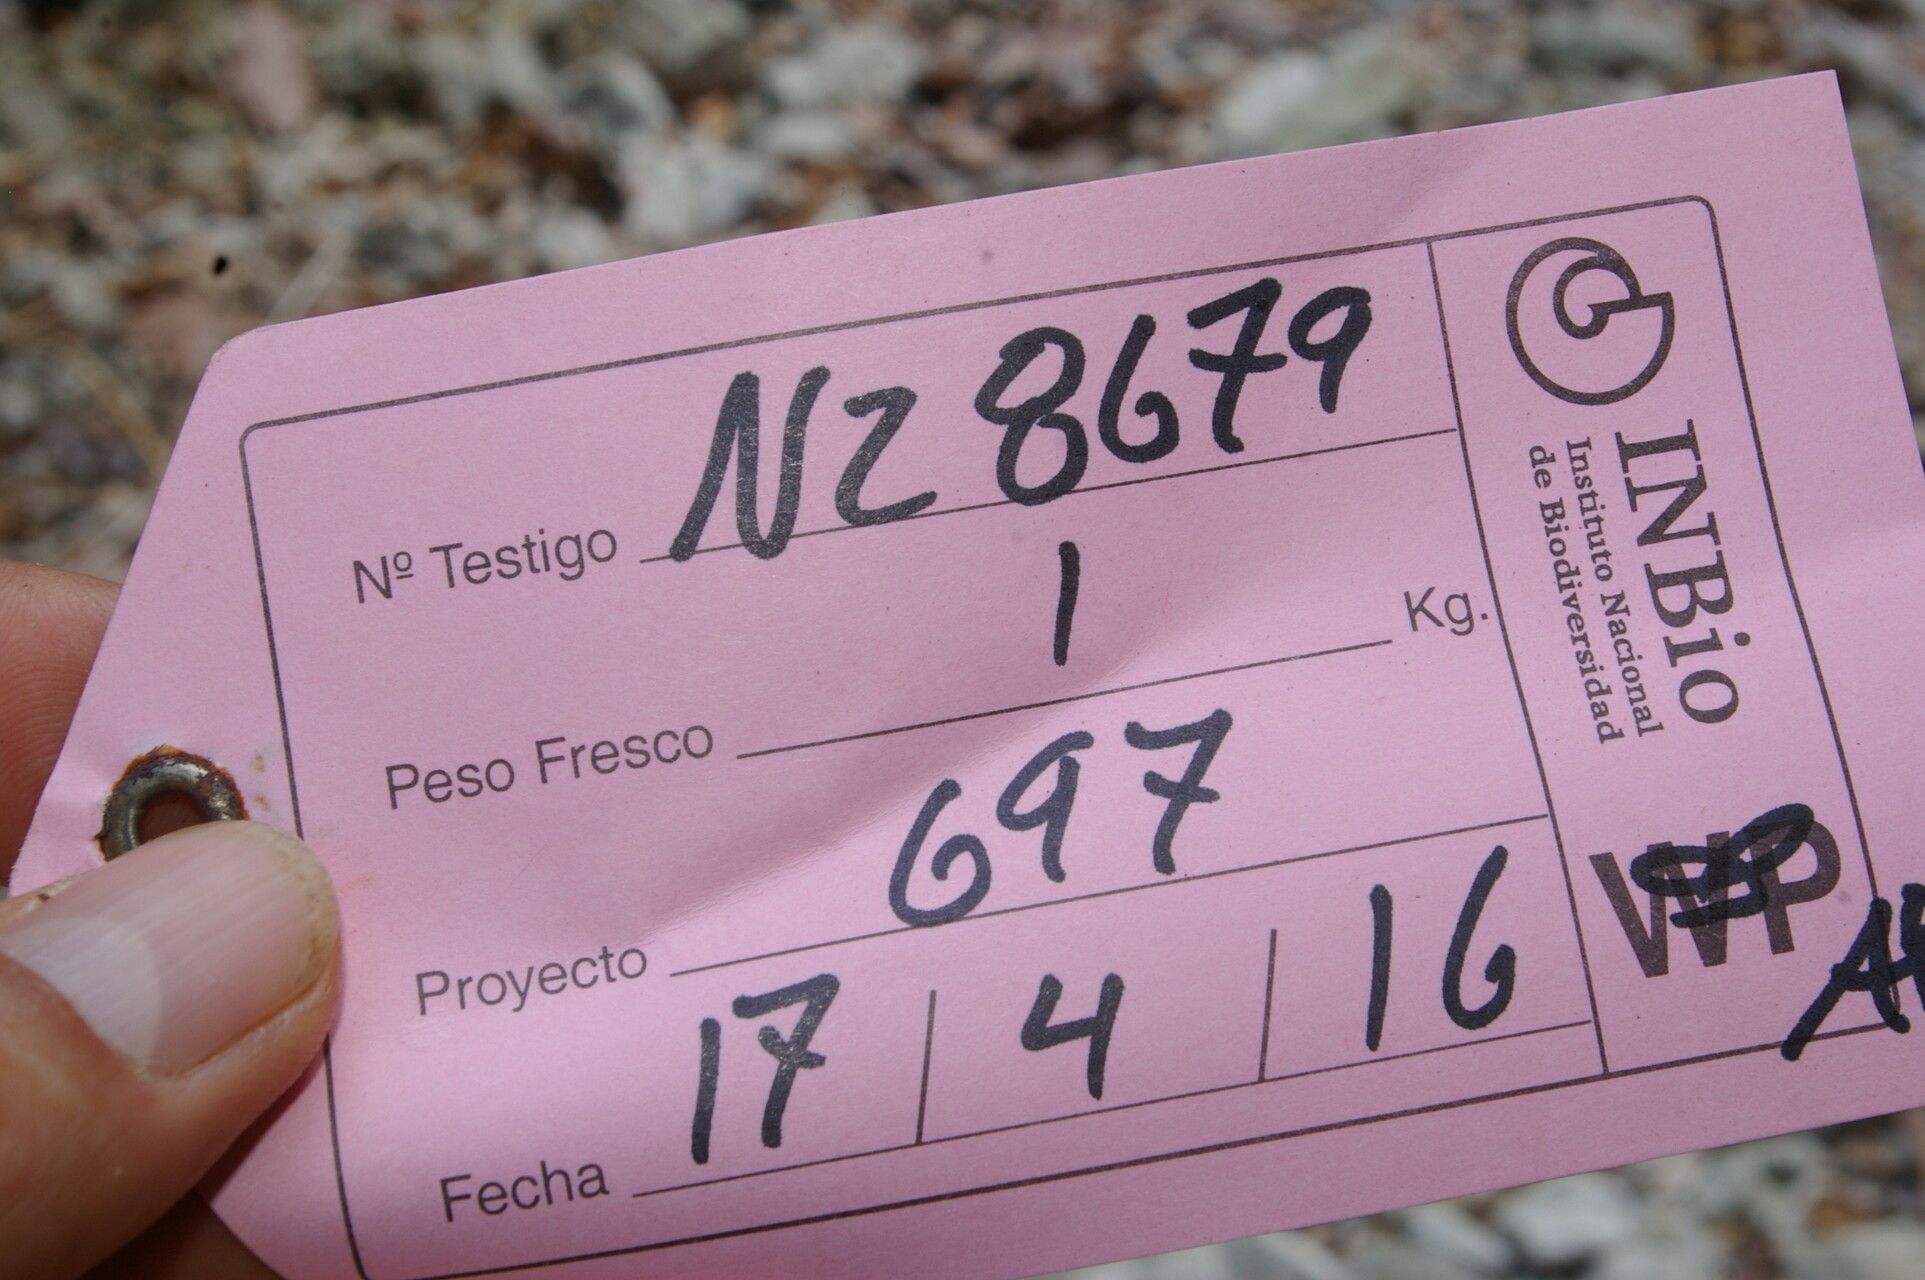 Nº Testigo NZ 8679
Peso Fresco 1 Kg.
Proyecto 697
Fecha 17 4 16
INBio
Instituto Nacional
de Biodiversidad